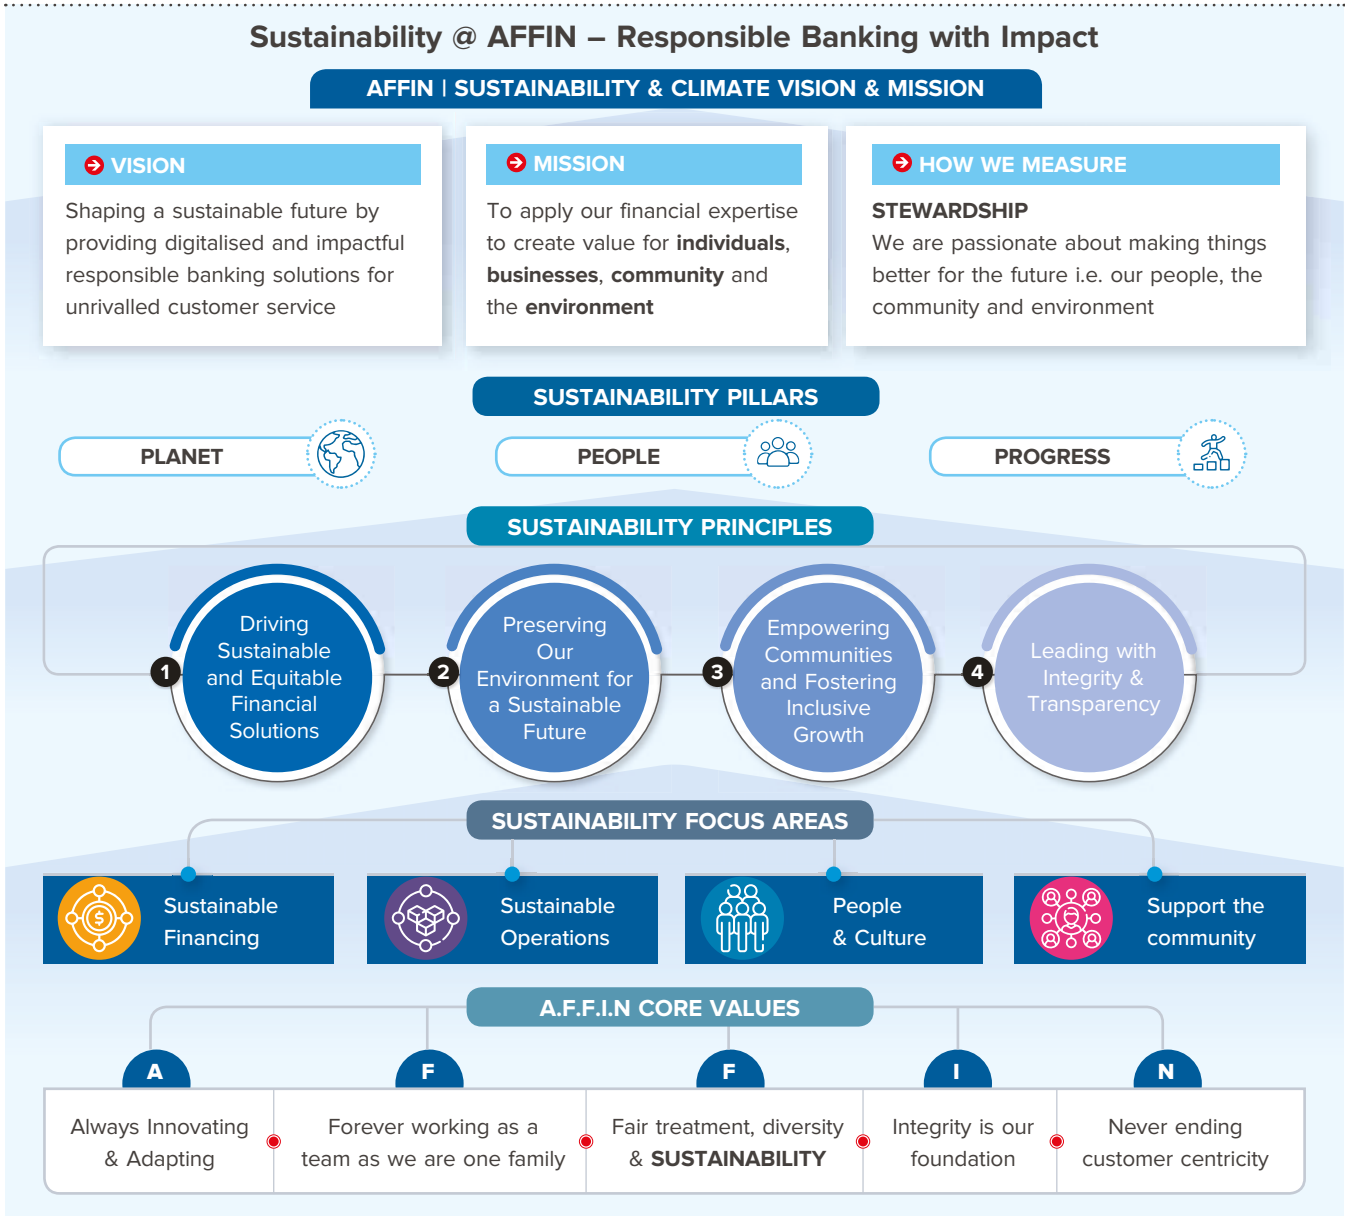 Sustainability @ AFFIN – Responsible Banking with Impact
AFFIN | SUSTAINABILITY & CLIMATE VISION & MISSION
VISION
Shaping a sustainable future by
providing digitalised and impactful
responsible banking solutions for
unrivalled customer service
MISSION
To apply our financial expertise
to create value for individuals,
businesses, community and
the environment
HOW WE MEASURE
STEWARDSHIP
We are passionate about making things
better for the future i.e. our people, the
community and environment
SUSTAINABILITY PILLARS
PLANET
PEOPLE
PROGRESS
SUSTAINABILITY PRINCIPLES
1
Driving
Sustainable
and Equitable
Financial
Solutions
2
Preserving
Our
Environment for
a Sustainable
Future
3
Empowering
Communities
and Fostering
Inclusive
Growth
4
Leading with
Integrity &
Transparency
SUSTAINABILITY FOCUS AREAS
$
Sustainable
Financing
Sustainable
Operations
People
& Culture
Support the
community
A.F.F.I.N CORE VALUES
A
Always Innovating
& Adapting
F
Forever working as a
team as we are one family
F
Fair treatment, diversity
& SUSTAINABILITY
I
Integrity is our
foundation
N
Never ending
customer centricity